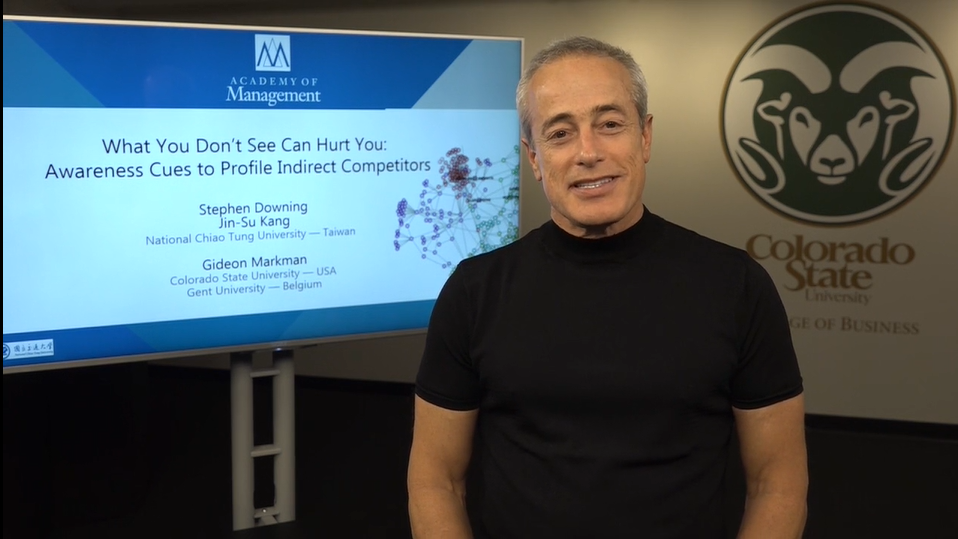 ACADEMY OF
Management
What You Don't See Can Hurt You:
Awareness Cues to Profile Indirect Competitors
Stephen Downing
Jin-Su Kang
National Chiao Tung University — Taiwan
Gideon Markman
Colorado State University — USA
Gent University — Belgium
Colorado
State
University
GE OF BUSINESS